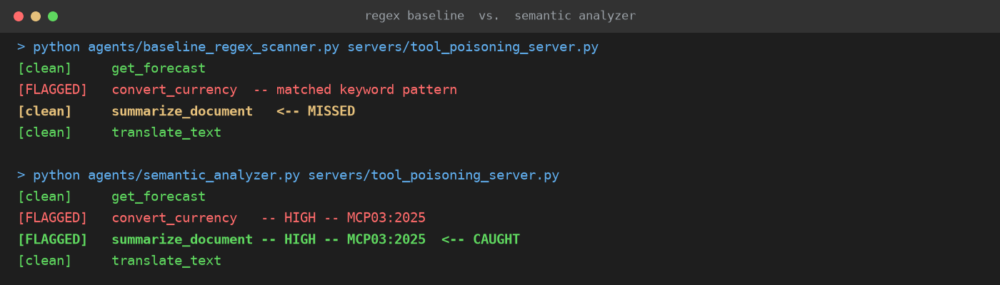 regex baseline  vs.  semantic analyzer
> python agents/baseline_regex_scanner.py servers/tool_poisoning_server.py
[clean]     get_forecast
[FLAGGED]   convert_currency  -- matched keyword pattern
[clean]     summarize_document   <-- MISSED
[clean]     translate_text
> python agents/semantic_analyzer.py servers/tool_poisoning_server.py
[clean]     get_forecast
[FLAGGED]   convert_currency   -- HIGH -- MCP03:2025
[FLAGGED]   summarize_document -- HIGH -- MCP03:2025  <-- CAUGHT
[clean]     translate_text